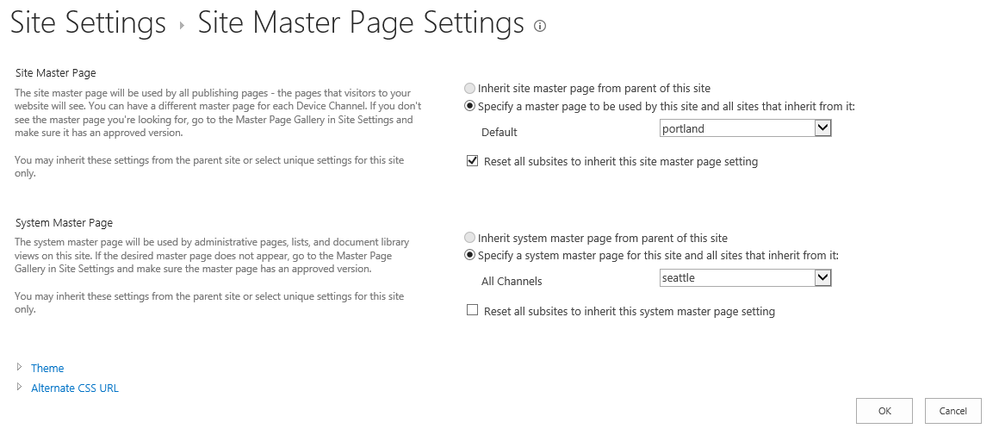 Site Settings ▸ Site Master Page Settings
Site Master Page
The site master page will be used by all publishing pages - the pages that visitors to your
website will see. You can have a different master page for each Device Channel. If you don't
see the master page you're looking for, go to the Master Page Gallery in Site Settings and
make sure it has an approved version.
You may inherit these settings from the parent site or select unique settings for this site
only.
Inherit site master page from parent of this site
Specify a master page to be used by this site and all sites that inherit from it:
Default portland
Reset all subsites to inherit this site master page setting
System Master Page
The system master page will be used by administrative pages, lists, and document library
views on this site. If the desired master page does not appear, go to the Master Page
Gallery in Site Settings and make sure the master page has an approved version.
You may inherit these settings from the parent site or select unique settings for this site
only.
Inherit system master page from parent of this site
Specify a system master page for this site and all sites that inherit from it:
All Channels seattle
Reset all subsites to inherit this system master page setting
Theme
Alternate CSS URL
OK Cancel